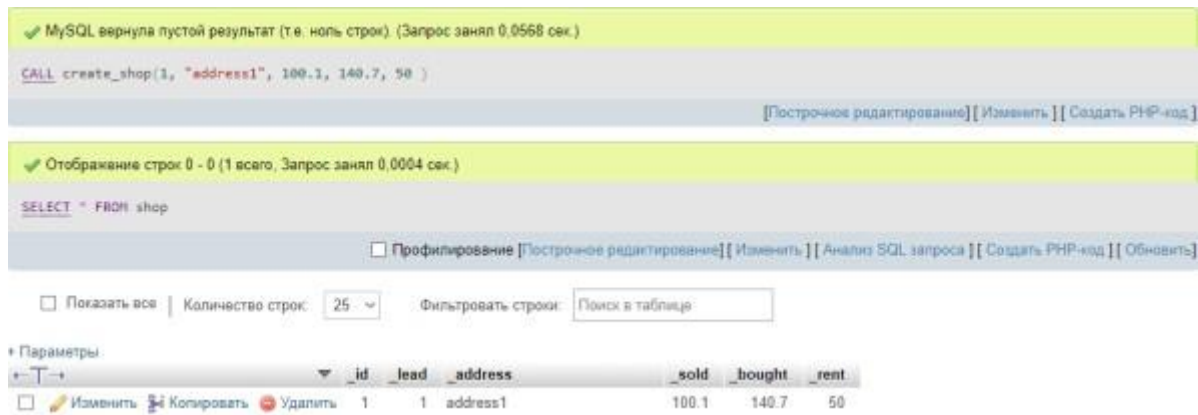 MySQL вернула пустой результат (т.е. ноль строк). (Запрос занял 0,0568 сек.)
CALL create_shop(1, "address1", 100.1, 140.7, 50 )
[Построчное редактирование] [ Изменить ] [ Создать PHP-код ]
Отображение строк 0 - 0 (1 всего, Запрос занял 0,0004 сек.)
SELECT * FROM shop
Профилирование [Построчное редактирование] [ Изменить ] [ Анализ SQL запроса ] [ Создать PHP-код ] [ Обновить]
Показать все | Количество строк: 25 Фильтровать строки: Поиск в таблице
+ Параметры
←T→ _id _lead _address _sold _bought _rent
Изменить Копировать Удалить 1 1 address1 100.1 140.7 50